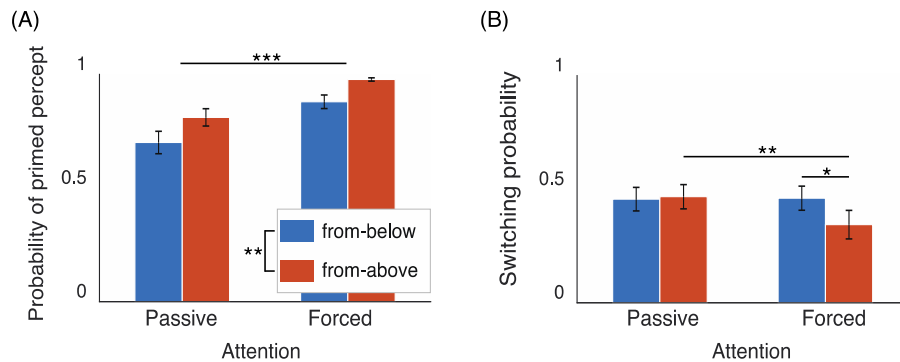 (A)
Probability of primed percept
1
0.5
0
***
**
from-below
from-above
Passive
Forced
Attention
(B)
Switching probability
1
0.5
0
**
*
Passive
Forced
Attention